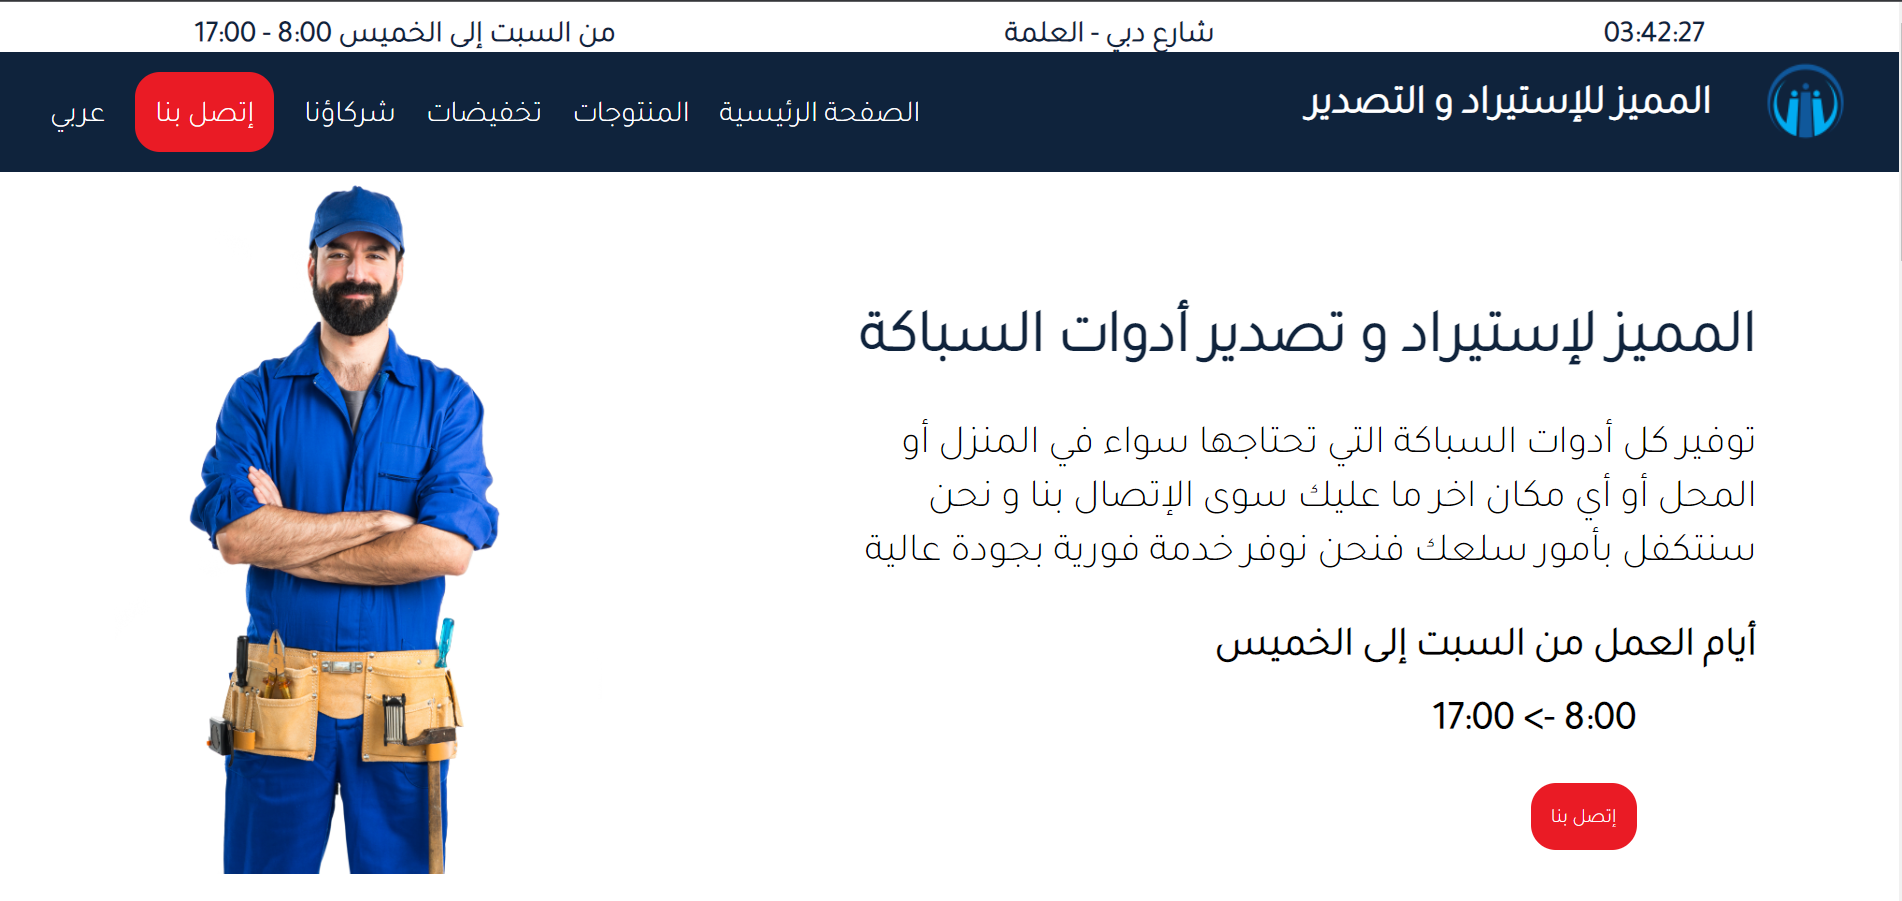 03:42:27
شارع دبي - العلمة
من السبت إلى الخميس 8:00 - 17:00
المميز للإستيراد و التصدير
الصفحة الرئيسية
المنتوجات
تخفيضات
شركاؤنا
إتصل بنا
عربي
المميز لإستيراد و تصدير أدوات السباكة
توفير كل أدوات السباكة التي تحتاجها سواء في المنزل أو
المحل أو أي مكان اخر ما عليك سوى الإتصال بنا و نحن
سنتكفل بأمور سلعك فنحن نوفر خدمة فورية بجودة عالية
أيام العمل من السبت إلى الخميس
8:00 -> 17:00
إتصل بنا